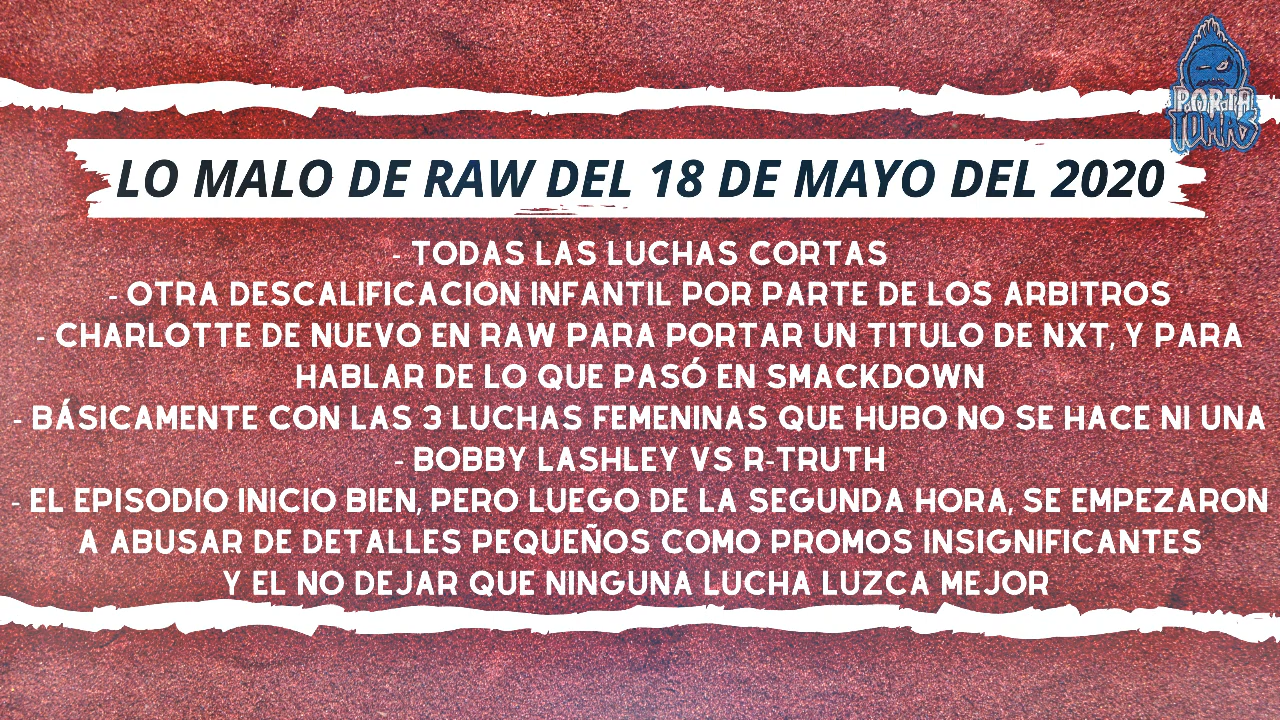 PORTA
TOMAS
LO MALO DE RAW DEL 18 DE MAYO DEL 2020
- TODAS LAS LUCHAS CORTAS
- OTRA DESCALIFICACION INFANTIL POR PARTE DE LOS ARBITROS
- CHARLOTTE DE NUEVO EN RAW PARA PORTAR UN TITULO DE NXT, Y PARA
HABLAR DE LO QUE PASÓ EN SMACKDOWN
- BÁSICAMENTE CON LAS 3 LUCHAS FEMENINAS QUE HUBO NO SE HACE NI UNA
- BOBBY LASHLEY VS R-TRUTH
- EL EPISODIO INICIO BIEN, PERO LUEGO DE LA SEGUNDA HORA, SE EMPEZARON
A ABUSAR DE DETALLES PEQUEÑOS COMO PROMOS INSIGNIFICANTES
Y EL NO DEJAR QUE NINGUNA LUCHA LUZCA MEJOR